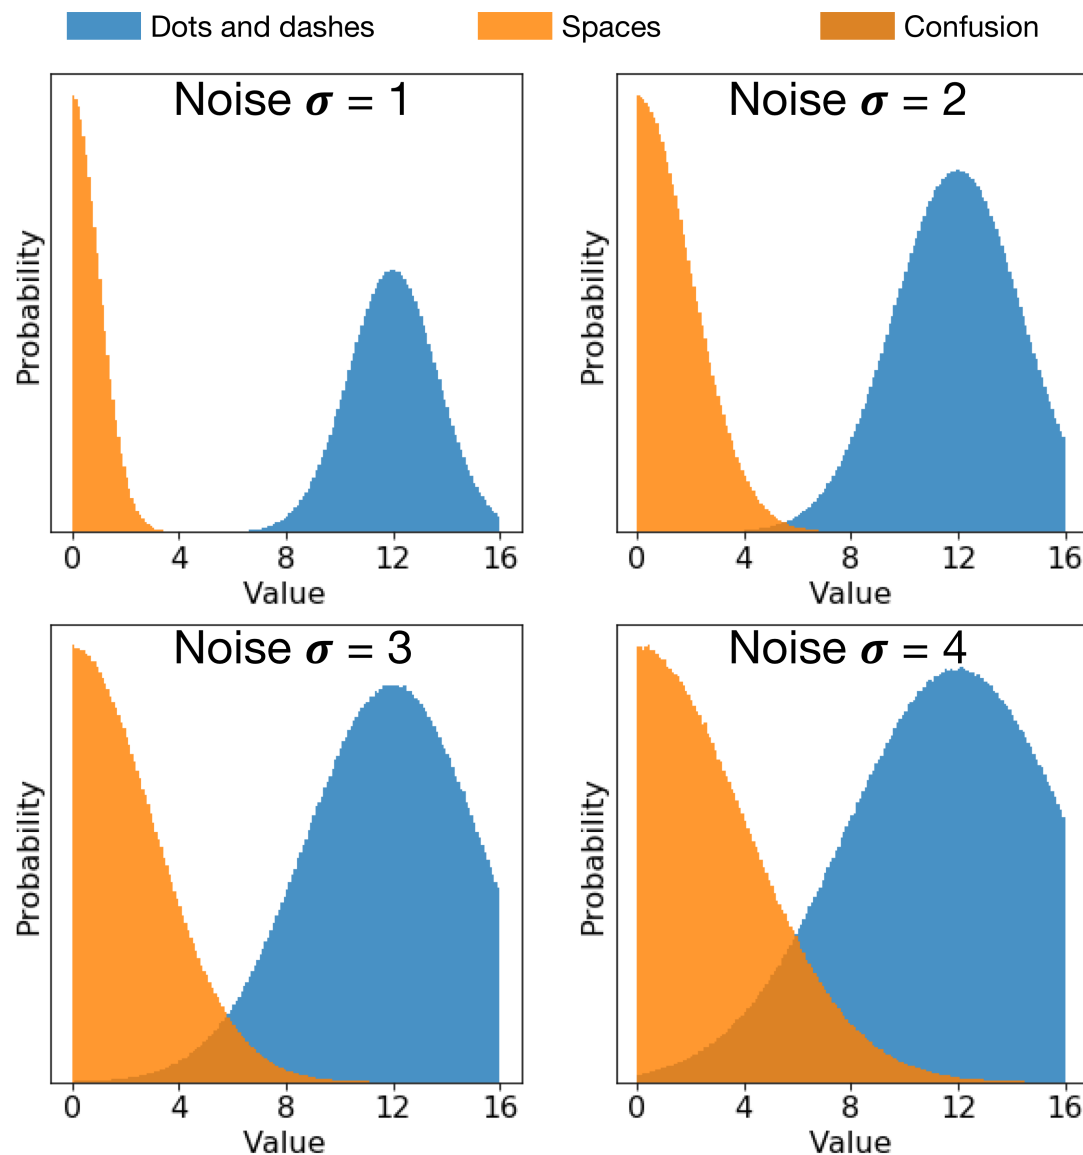 Dots and dashes Spaces Confusion
Noise σ = 1
Probability
0 4 8 12 16
Value
Noise σ = 2
Probability
0 4 8 12 16
Value
Noise σ = 3
Probability
0 4 8 12 16
Value
Noise σ = 4
Probability
0 4 8 12 16
Value